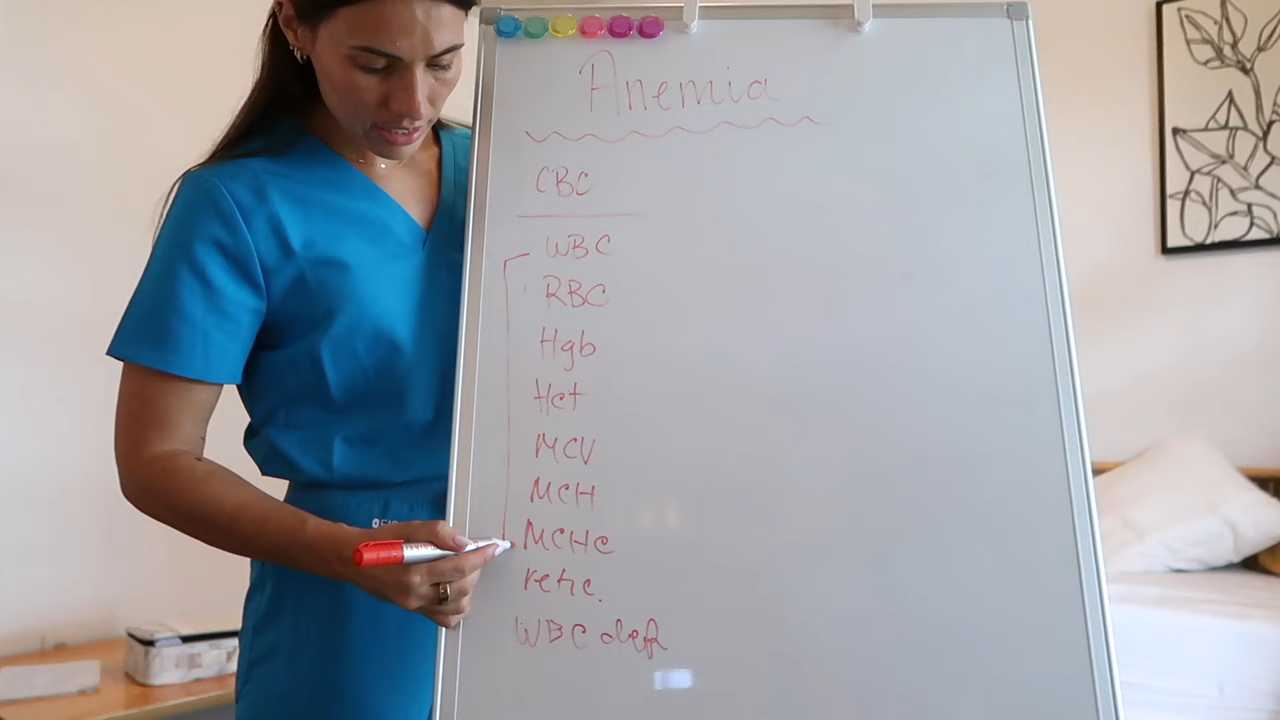 Anemia
CBC
WBC
RBC
Hgb
Hct
MCV
MCH
MCHC
retic.
WBC diff